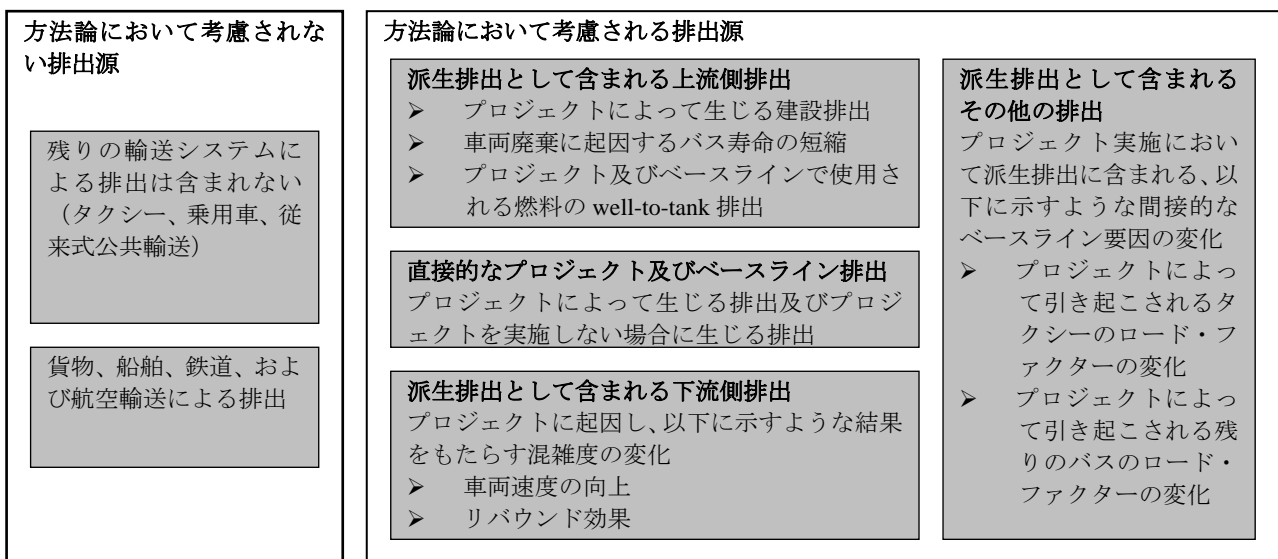 方法論において考慮されな
い排出源
残りの輸送システムに
よる排出は含まれない
（タクシー、乗用車、従
来式公共輸送）
貨物、船舶、鉄道、およ
び航空輸送による排出
方法論において考慮される排出源
派生排出として含まれる上流側排出
➢ プロジェクトによって生じる建設排出
➢ 車両廃棄に起因するバス寿命の短縮
➢ プロジェクト及びベースラインで使用さ
れる燃料の well-to-tank 排出
直接的なプロジェクト及びベースライン排出
プロジェクトによって生じる排出及びプロジ
ェクトを実施しない場合に生じる排出
派生排出として含まれる下流側排出
プロジェクトに起因し、以下に示すような結果
をもたらす混雑度の変化
➢ 車両速度の向上
➢ リバウンド効果
派生排出として含まれる
その他の排出
プロジェクト実施におい
て派生排出に含まれる、以
下に示すような間接的な
ベースライン要因の変化
➢ プロジェクトによっ
て引き起こされるタ
クシーのロード・フ
ァクターの変化
➢ プロジェクトによっ
て引き起こされる残
りのバスのロード・
ファクターの変化